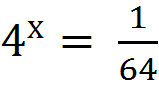 4^x = 1/64